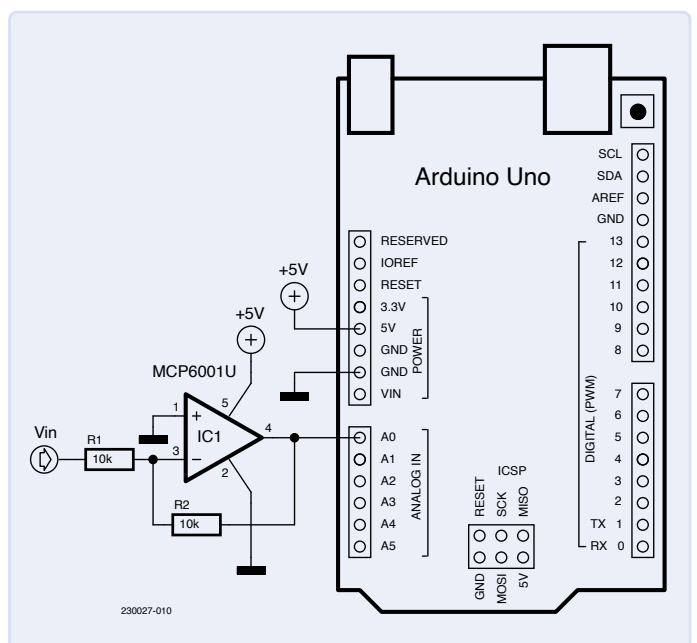 Arduino Uno
SCL
SDA
AREF
GND
13
12
11
10
9
8
7
6
5
4
3
2
TX 1
RX 0
DIGITAL (PWM)
RESERVED
IOREF
RESET
3.3V
5V
GND
GND
VIN
POWER
A0
A1
A2
A3
A4
A5
ANALOG IN
ICSP
RESET
SCK
MISO
GND
MOSI
5V
+5V
+5V
MCP6001U
5
1
+
IC1
4
3
–
2
Vin
R1
10k
R2
10k
230027-010